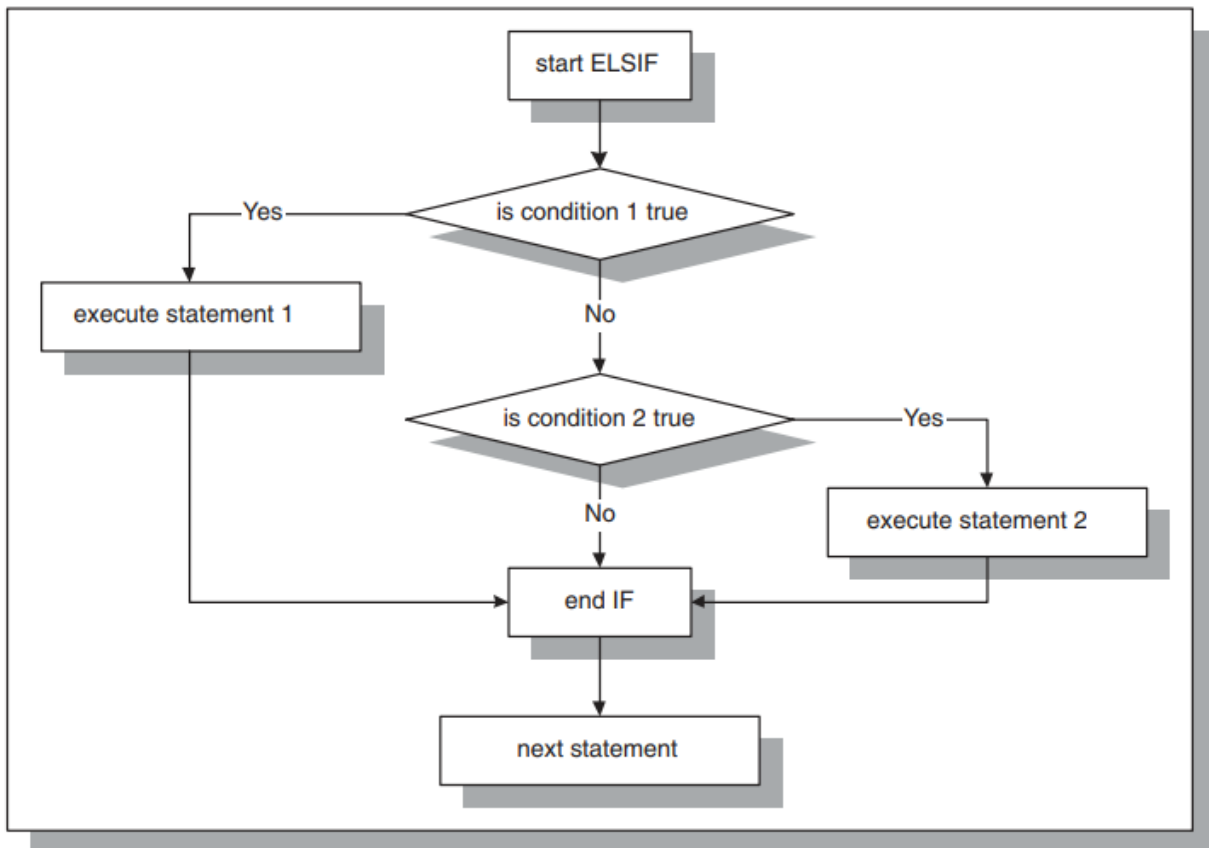 start ELSIF
is condition 1 true
Yes
execute statement 1
No
is condition 2 true
Yes
No
execute statement 2
end IF
next statement